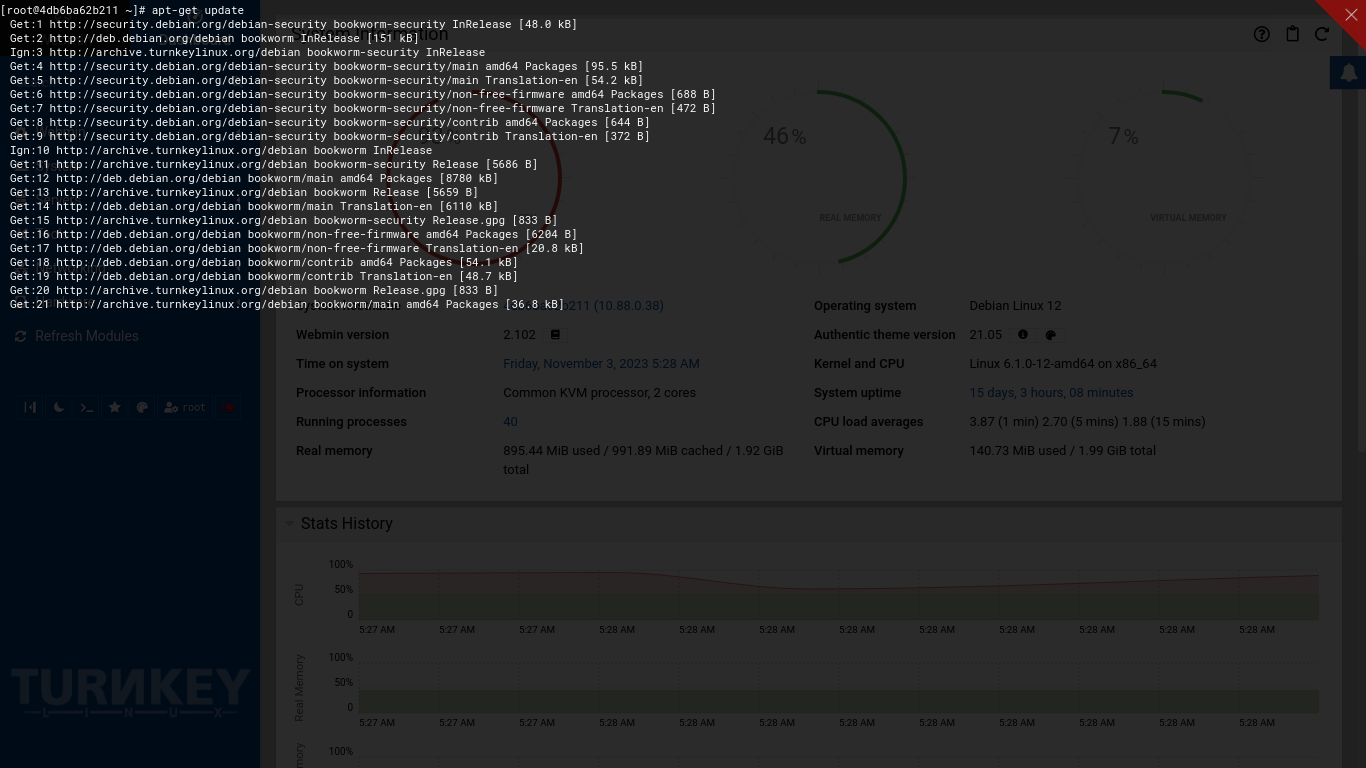 [root@4db6ba62b211 ~]# apt-get update
Get:1 http://security.debian.org/debian-security bookworm-security InRelease [48.0 kB]
Get:2 http://deb.debian.org/debian bookworm InRelease [151 kB]
Ign:3 http://archive.turnkeylinux.org/debian bookworm-security InRelease
Get:4 http://security.debian.org/debian-security bookworm-security/main amd64 Packages [95.5 kB]
Get:5 http://security.debian.org/debian-security bookworm-security/main Translation-en [54.2 kB]
Get:6 http://security.debian.org/debian-security bookworm-security/non-free-firmware amd64 Packages [688 B]
Get:7 http://security.debian.org/debian-security bookworm-security/non-free-firmware Translation-en [472 B]
Get:8 http://security.debian.org/debian-security bookworm-security/contrib amd64 Packages [644 B]
Get:9 http://security.debian.org/debian-security bookworm-security/contrib Translation-en [372 B]
Ign:10 http://archive.turnkeylinux.org/debian bookworm InRelease
Get:11 http://archive.turnkeylinux.org/debian bookworm-security Release [5686 B]
Get:12 http://deb.debian.org/debian bookworm/main amd64 Packages [8780 kB]
Get:13 http://archive.turnkeylinux.org/debian bookworm Release [5659 B]
Get:14 http://deb.debian.org/debian bookworm/main Translation-en [6110 kB]
Get:15 http://archive.turnkeylinux.org/debian bookworm-security Release.gpg [833 B]
Get:16 http://deb.debian.org/debian bookworm/non-free-firmware amd64 Packages [6204 B]
Get:17 http://deb.debian.org/debian bookworm/non-free-firmware Translation-en [20.8 kB]
Get:18 http://deb.debian.org/debian bookworm/contrib amd64 Packages [54.1 kB]
Get:19 http://deb.debian.org/debian bookworm/contrib Translation-en [48.7 kB]
Get:20 http://archive.turnkeylinux.org/debian bookworm Release.gpg [833 B]
Get:21 http://archive.turnkeylinux.org/debian bookworm/main amd64 Packages [36.8 kB]
System Information
46%
REAL MEMORY
7%
VIRTUAL MEMORY
(10.88.0.38)
Operating system Debian Linux 12
Webmin version 2.102
Authentic theme version 21.05
Time on system Friday, November 3, 2023 5:28 AM
Kernel and CPU Linux 6.1.0-12-amd64 on x86_64
Processor information Common KVM processor, 2 cores
System uptime 15 days, 3 hours, 08 minutes
Running processes 40
CPU load averages 3.87 (1 min) 2.70 (5 mins) 1.88 (15 mins)
Real memory 895.44 MiB used / 991.89 MiB cached / 1.92 GiB
total
Virtual memory 140.73 MiB used / 1.99 GiB total
Refresh Modules
root
Stats History
CPU
100%
50%
0
5:27 AM 5:27 AM 5:27 AM 5:28 AM 5:28 AM 5:28 AM 5:28 AM 5:28 AM 5:28 AM 5:28 AM 5:28 AM 5:28 AM
Real Memory
100%
50%
0
5:27 AM 5:27 AM 5:27 AM 5:28 AM 5:28 AM 5:28 AM 5:28 AM 5:28 AM 5:28 AM 5:28 AM 5:28 AM 5:28 AM
100%
TURNKEY
LINUX